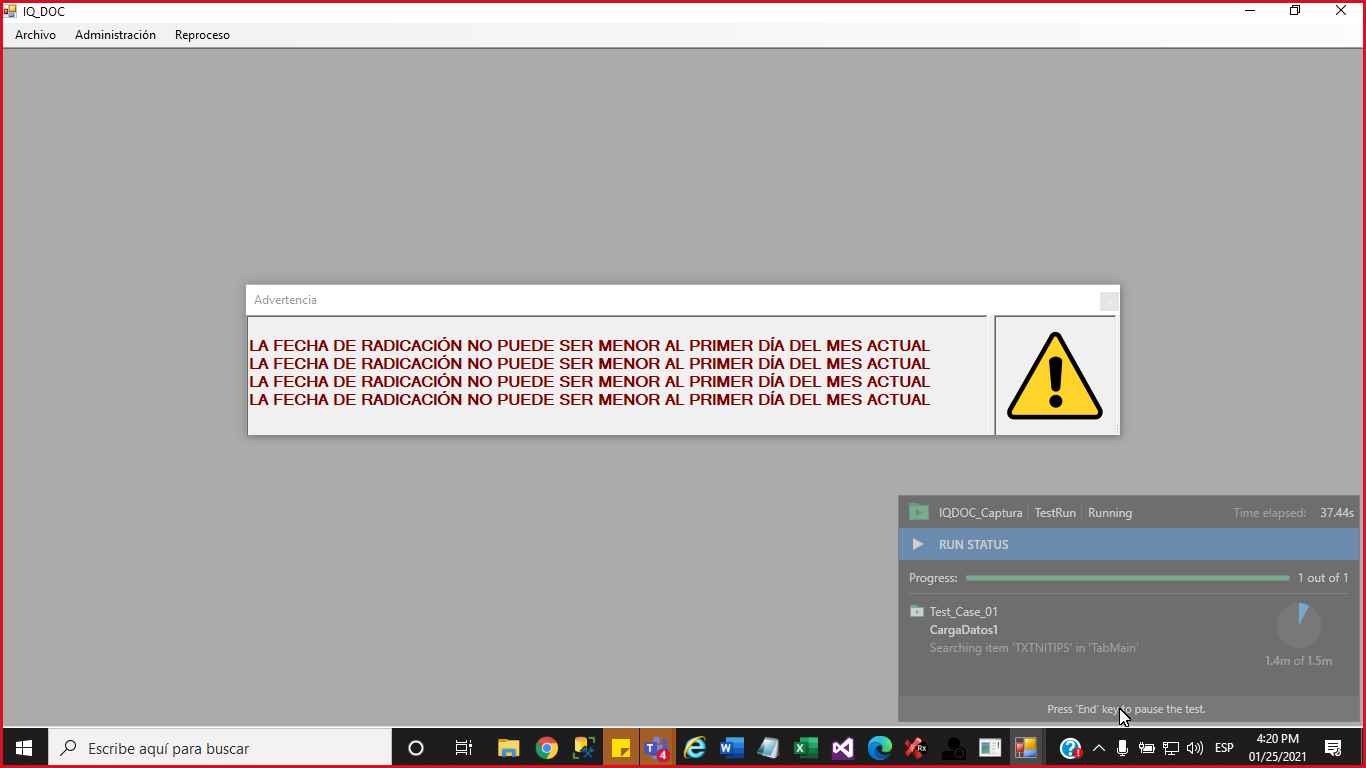 IQ_DOC
Archivo Administración Reproceso
Advertencia
LA FECHA DE RADICACIÓN NO PUEDE SER MENOR AL PRIMER DÍA DEL MES ACTUAL
LA FECHA DE RADICACIÓN NO PUEDE SER MENOR AL PRIMER DÍA DEL MES ACTUAL
LA FECHA DE RADICACIÓN NO PUEDE SER MENOR AL PRIMER DÍA DEL MES ACTUAL
LA FECHA DE RADICACIÓN NO PUEDE SER MENOR AL PRIMER DÍA DEL MES ACTUAL
IQDOC_Captura TestRun Running Time elapsed: 37.44s
RUN STATUS
Progress: 1 out of 1
Test_Case_01
CargaDatos1
Searching item 'TXTNITIPS' in 'TabMain'
1.4m of 1.5m
Press 'End' key to pause the test.
Escribe aquí para buscar
4
Rx
ESP
4:20 PM
01/25/2021